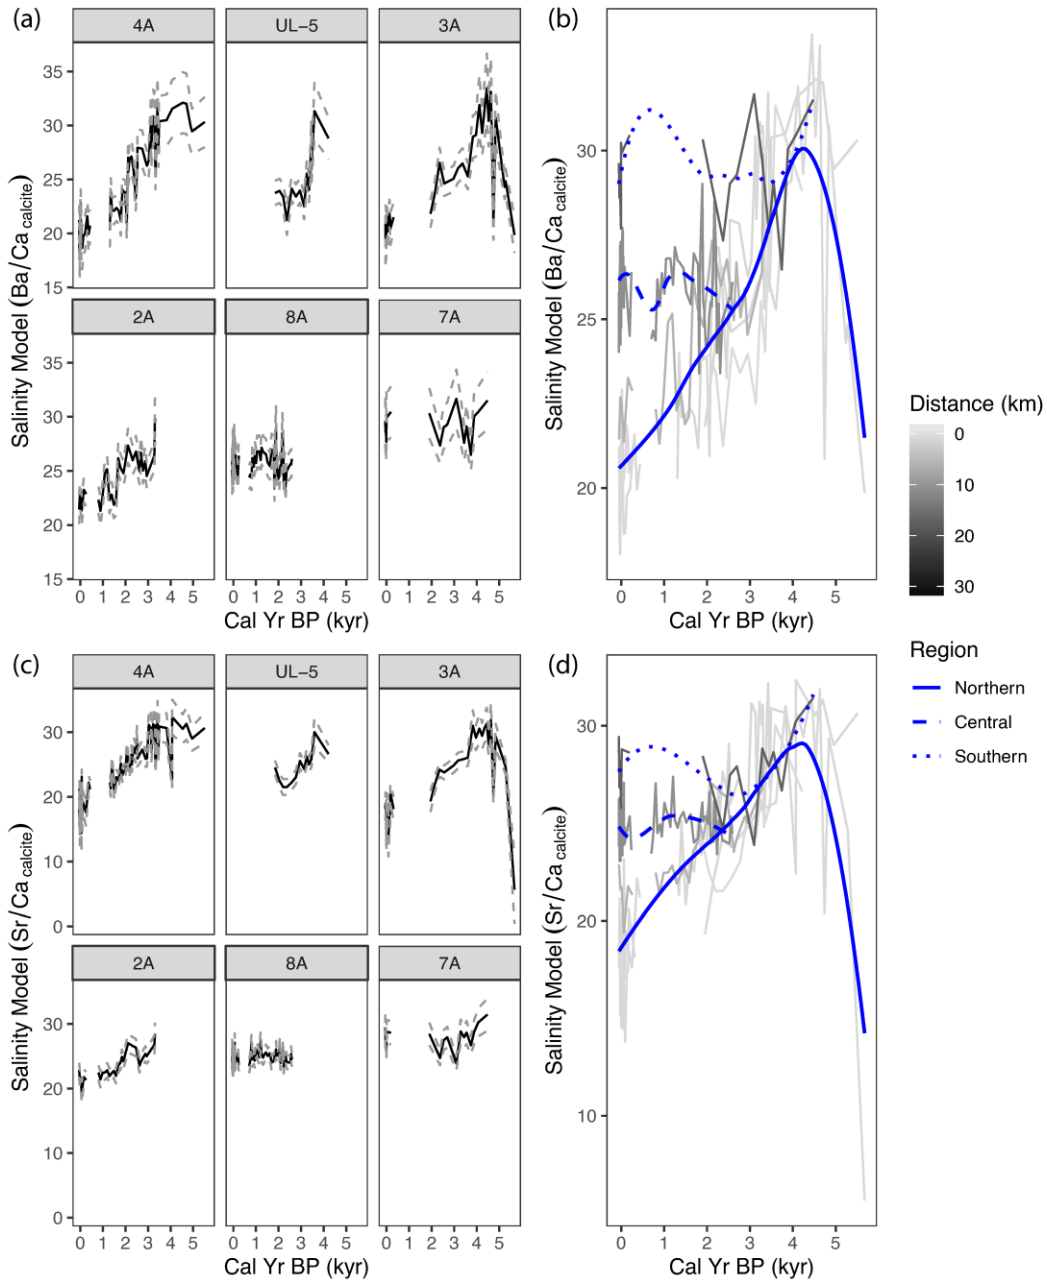 (a)
4A
UL−5
3A
35
30
25
20
15
2A
8A
7A
35
30
25
20
15
0 1 2 3 4 5
0 1 2 3 4 5
0 1 2 3 4 5
Cal Yr BP (kyr)
Salinity Model (Ba/Ca calcite)
(b)
30
25
20
0 1 2 3 4 5
Cal Yr BP (kyr)
Salinity Model (Ba/Ca calcite)
Distance (km)
0
10
20
30
Region
Northern
Central
Southern
(c)
4A
UL−5
3A
30
20
10
0
2A
8A
7A
30
20
10
0
0 1 2 3 4 5
0 1 2 3 4 5
0 1 2 3 4 5
Cal Yr BP (kyr)
Salinity Model (Sr/Ca calcite)
(d)
30
20
10
0 1 2 3 4 5
Cal Yr BP (kyr)
Salinity Model (Sr/Ca calcite)